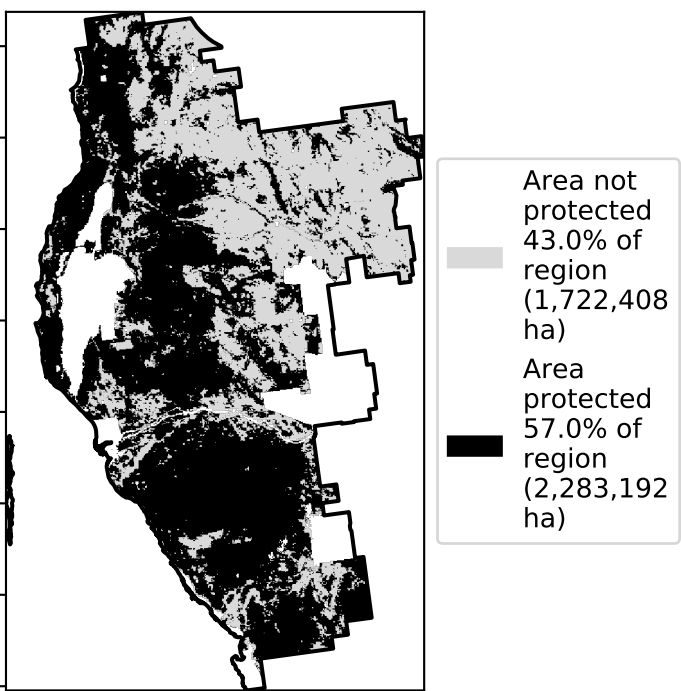 Area not
protected
43.0% of
region
(1,722,408
ha)
Area
protected
57.0% of
region
(2,283,192
ha)